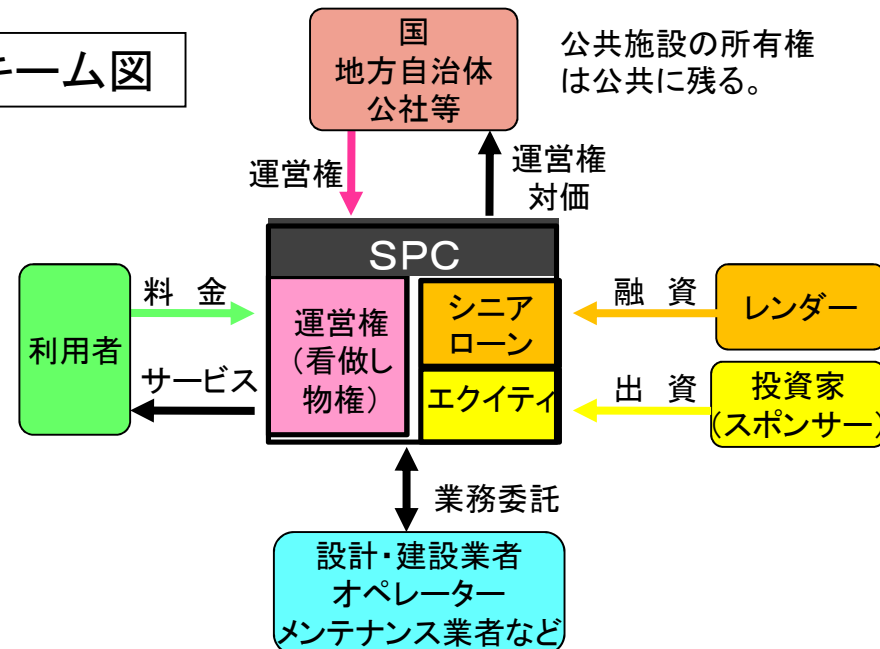 キーム図
国
地方自治体
公社等
公共施設の所有権
は公共に残る。
運営権
運営権
対価
SPC
料 金
利用者
サービス
運営権
(看做し
物権)
シニア
ローン
エクイティ
融 資
レンダー
出 資
投資家
(スポンサー)
業務委託
設計・建設業者
オペレーター
メンテナンス業者など